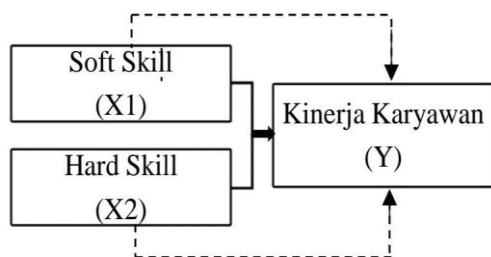 Soft Skill
(X1)
Kinerja Karyawan
(Y)
Hard Skill
(X2)